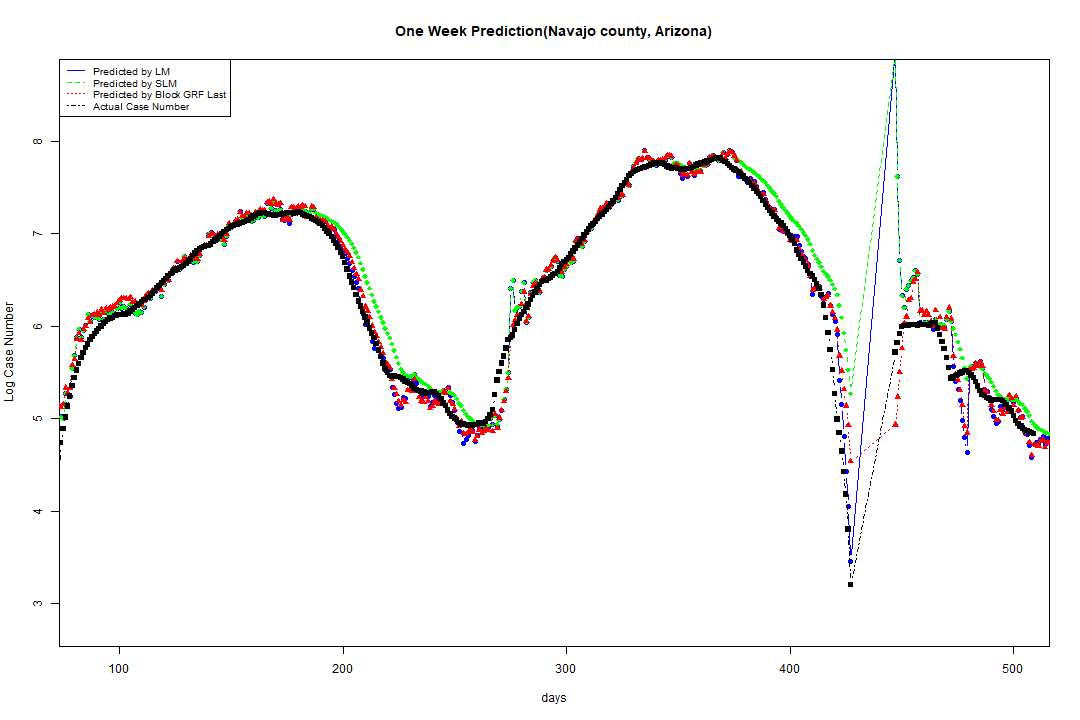 One Week Prediction(Navajo county, Arizona)
Predicted by LM
Predicted by SLM
Predicted by Block GRF Last
Actual Case Number
8
7
6
5
4
3
Log Case Number
100 200 300 400 500
days